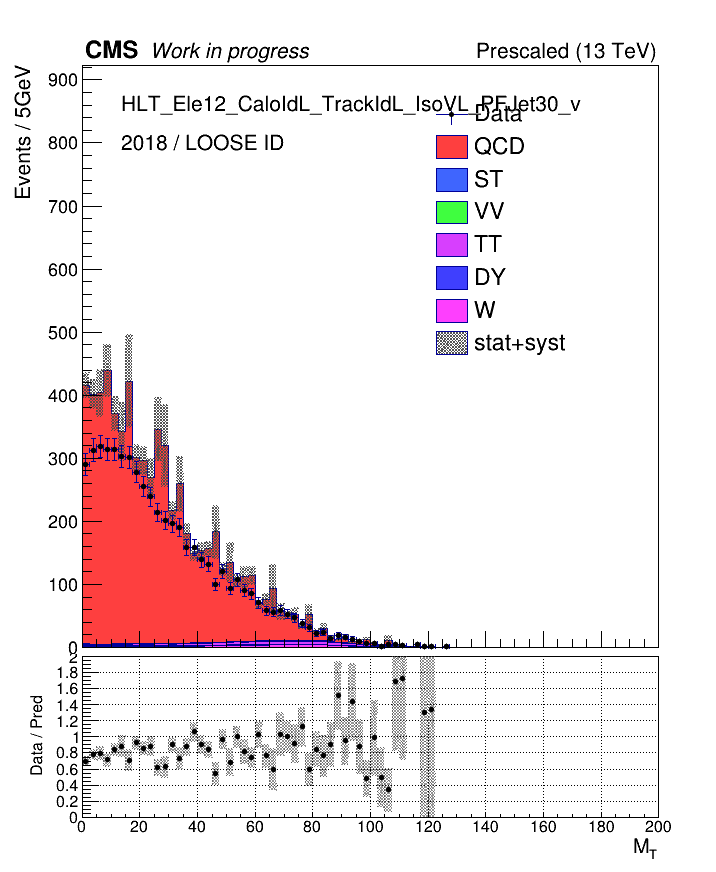 CMS Work in progress Prescaled (13 TeV)
Events / 5GeV
900
800
700
600
500
400
300
200
100
0
HLT_Ele12_CaloIdL_TrackIdL_IsoVL_PFJet30_v
2018 / LOOSE ID
Data
QCD
ST
VV
TT
DY
W
stat+syst
Data / Pred
2
1.8
1.6
1.4
1.2
1
0.8
0.6
0.4
0.2
0
0 20 40 60 80 100 120 140 160 180 200
M_T